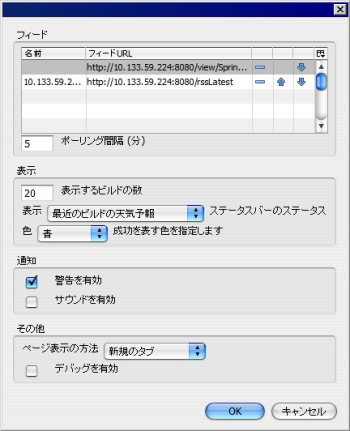 フィード
名前 フィードURL
http://10.133.59.224:8080/view/Sprin...
10.133.59.2... http://10.133.59.224:8080/rssLatest
5 ポーリング間隔 (分)
表示
20 表示するビルドの数
表示 最近のビルドの天気予報 ステータスバーのステータス
色 青 成功を表す色を指定します
通知
警告を有効
サウンドを有効
その他
ページ表示の方法 新規のタブ
デバッグを有効
OK キャンセル